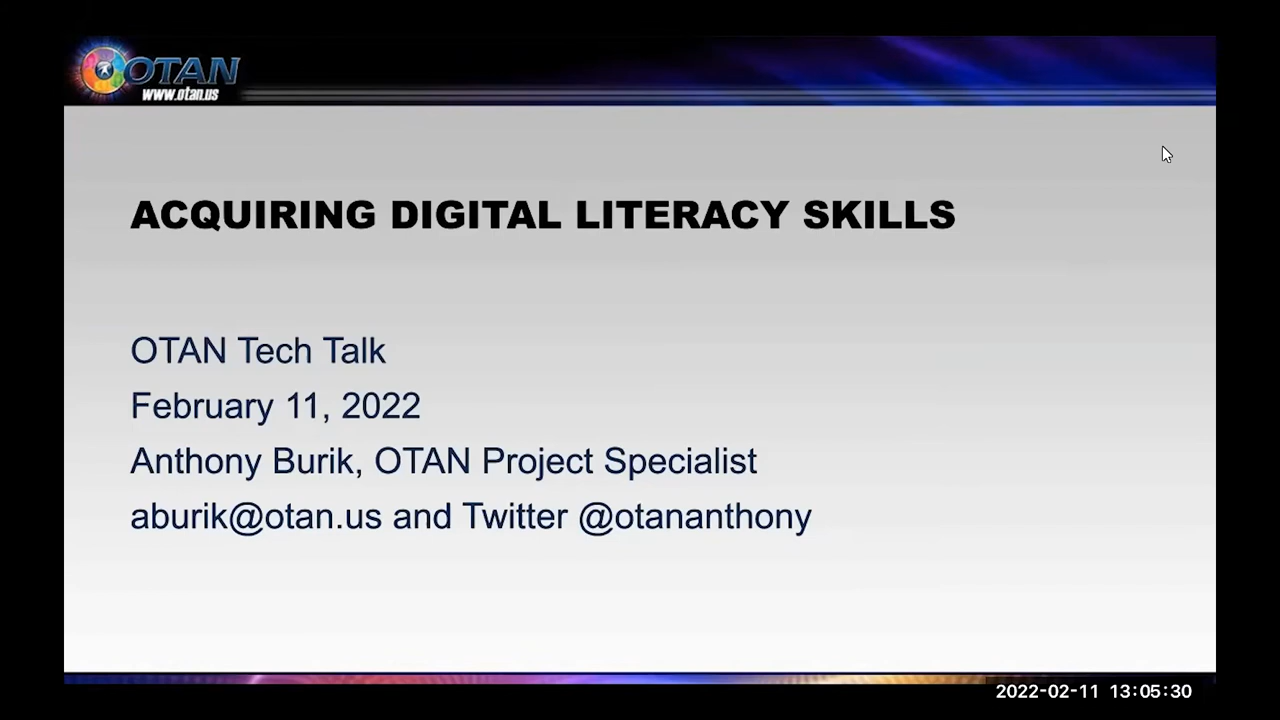 OTAN
www.otan.us
ACQUIRING DIGITAL LITERACY SKILLS
OTAN Tech Talk
February 11, 2022
Anthony Burik, OTAN Project Specialist
aburik@otan.us and Twitter @otananthony
2022-02-11 13:05:30